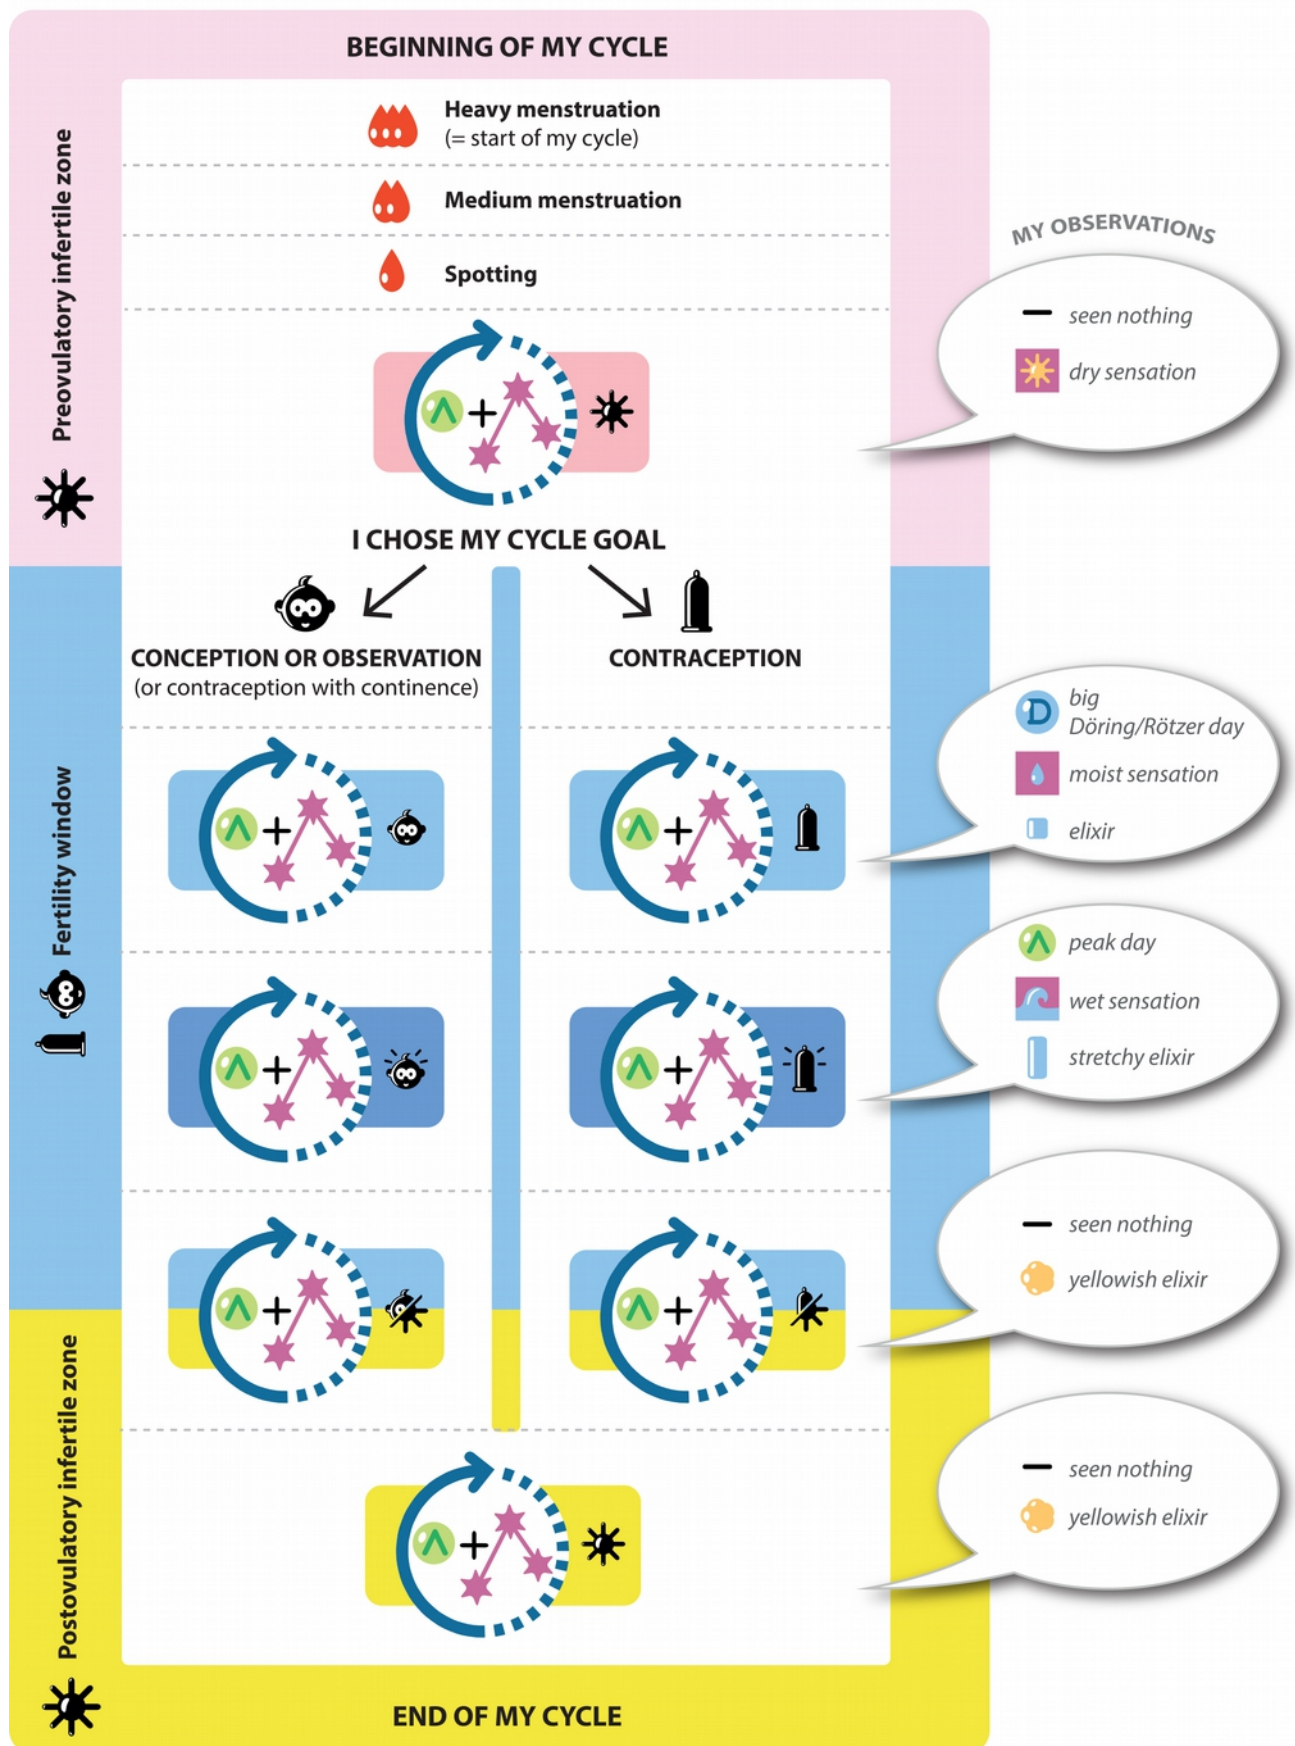 BEGINNING OF MY CYCLE
Heavy menstruation
(= start of my cycle)
Medium menstruation
Spotting
Preovulatory infertile zone
MY OBSERVATIONS
seen nothing
dry sensation
I CHOSE MY CYCLE GOAL
CONCEPTION OR OBSERVATION
(or contraception with continence)
CONTRACEPTION
Fertility window
D
big
Döring/Rötzer day
moist sensation
elixir
peak day
wet sensation
stretchy elixir
seen nothing
yellowish elixir
Postovulatory infertile zone
seen nothing
yellowish elixir
END OF MY CYCLE